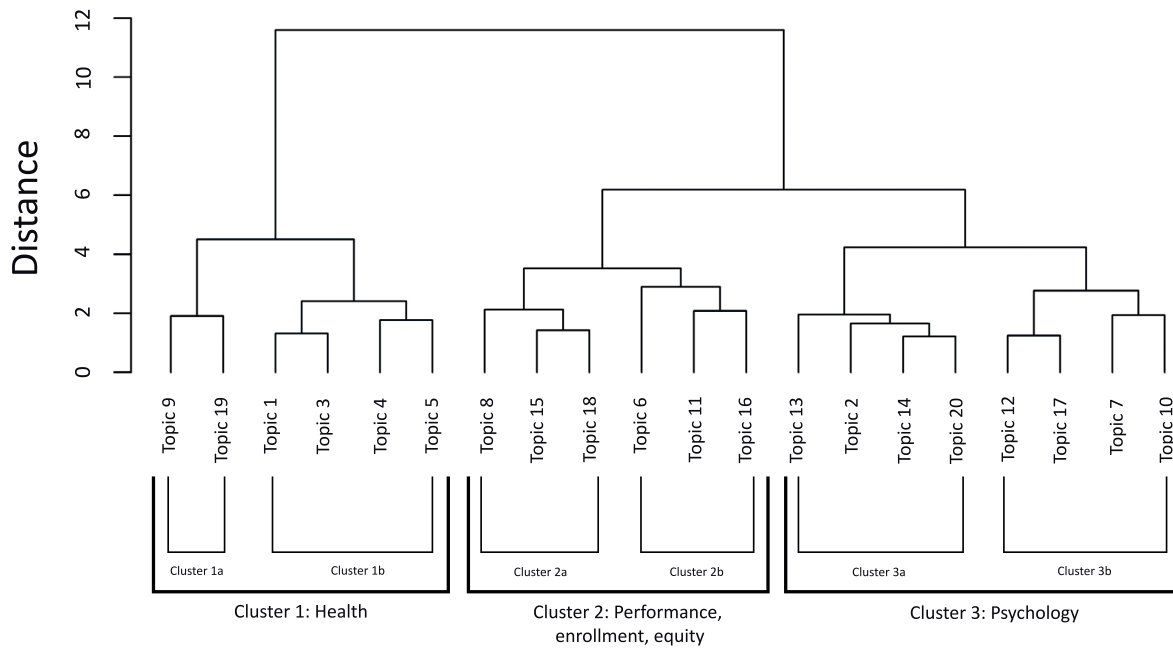 Distance
12
10
8
6
4
2
0
Topic 9
Topic 19
Topic 1
Topic 3
Topic 4
Topic 5
Topic 8
Topic 15
Topic 18
Topic 6
Topic 11
Topic 16
Topic 13
Topic 2
Topic 14
Topic 20
Topic 12
Topic 17
Topic 7
Topic 10
Cluster 1a
Cluster 1b
Cluster 2a
Cluster 2b
Cluster 3a
Cluster 3b
Cluster 1: Health
Cluster 2: Performance,
enrollment, equity
Cluster 3: Psychology